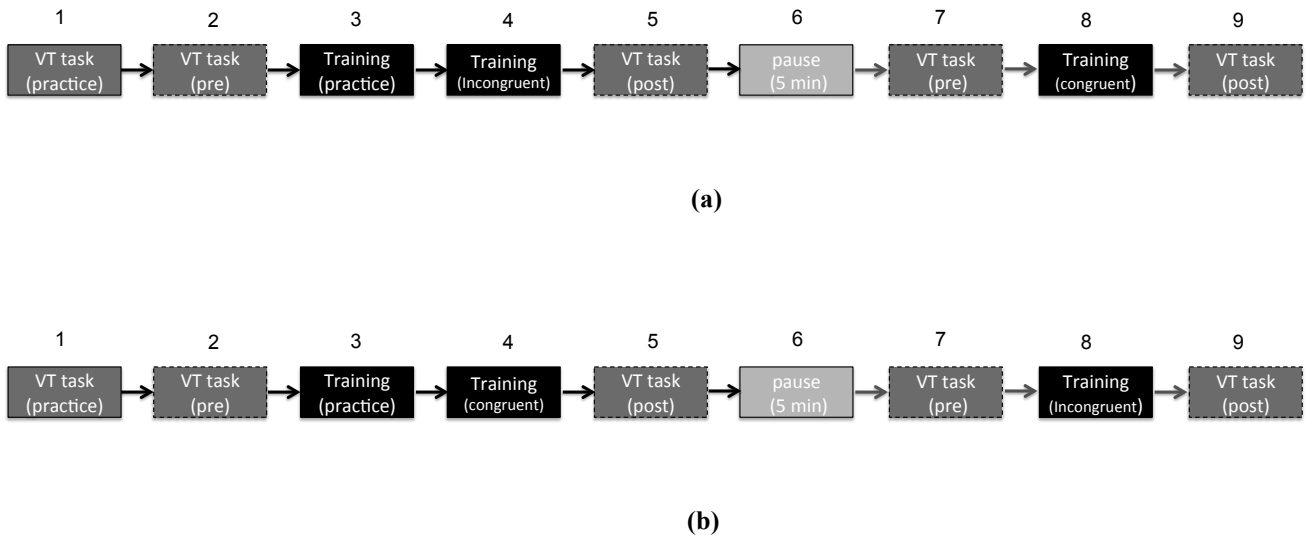 1 2 3 4 5 6 7 8 9
VT task VT task Training Training VT task pause VT task Training VT task
(practice) (pre) (practice) (Incongruent) (post) (5 min) (pre) (congruent) (post)
(a)
1 2 3 4 5 6 7 8 9
VT task VT task Training Training VT task pause VT task Training VT task
(practice) (pre) (practice) (congruent) (post) (5 min) (pre) (Incongruent) (post)
(b)